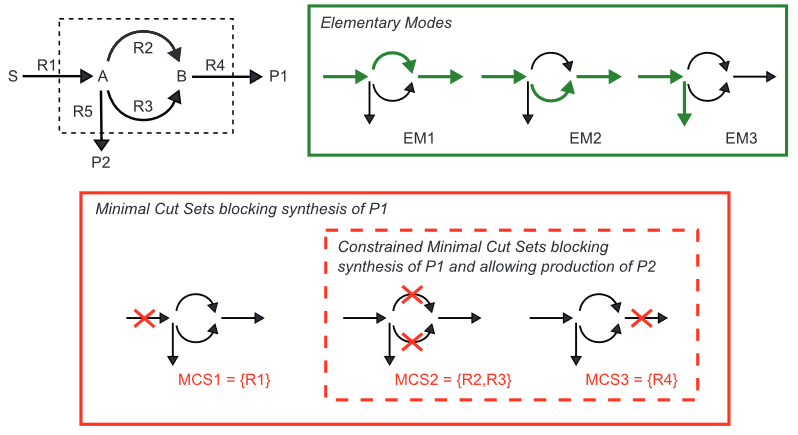 Elementary Modes
S
R1
A
R2
B
R4
P1
R5
R3
P2
EM1
EM2
EM3
Minimal Cut Sets blocking synthesis of P1
Constrained Minimal Cut Sets blocking
synthesis of P1 and allowing production of P2
MCS1 = {R1}
MCS2 = {R2,R3}
MCS3 = {R4}